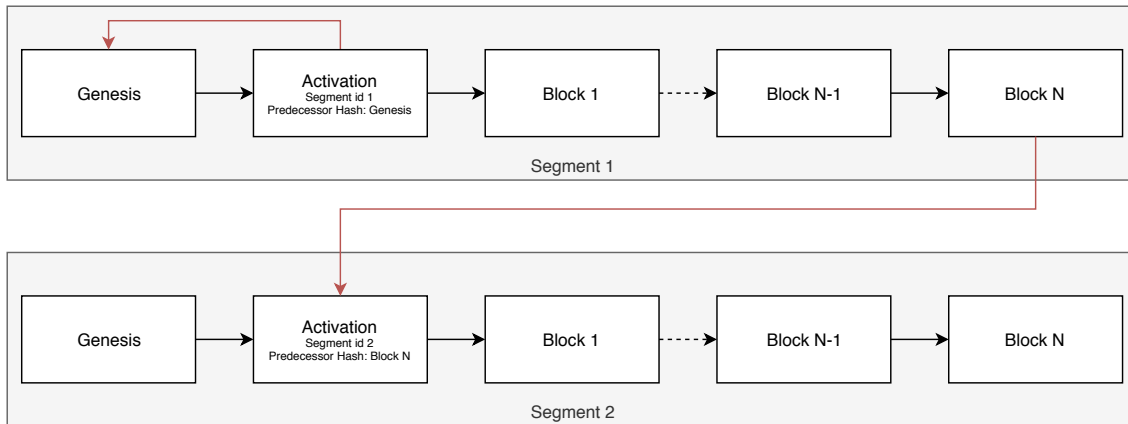 Genesis
Activation
Segment id 1
Predecessor Hash: Genesis
Block 1
Block N-1
Block N
Segment 1
Genesis
Activation
Segment id 2
Predecessor Hash: Block N
Block 1
Block N-1
Block N
Segment 2